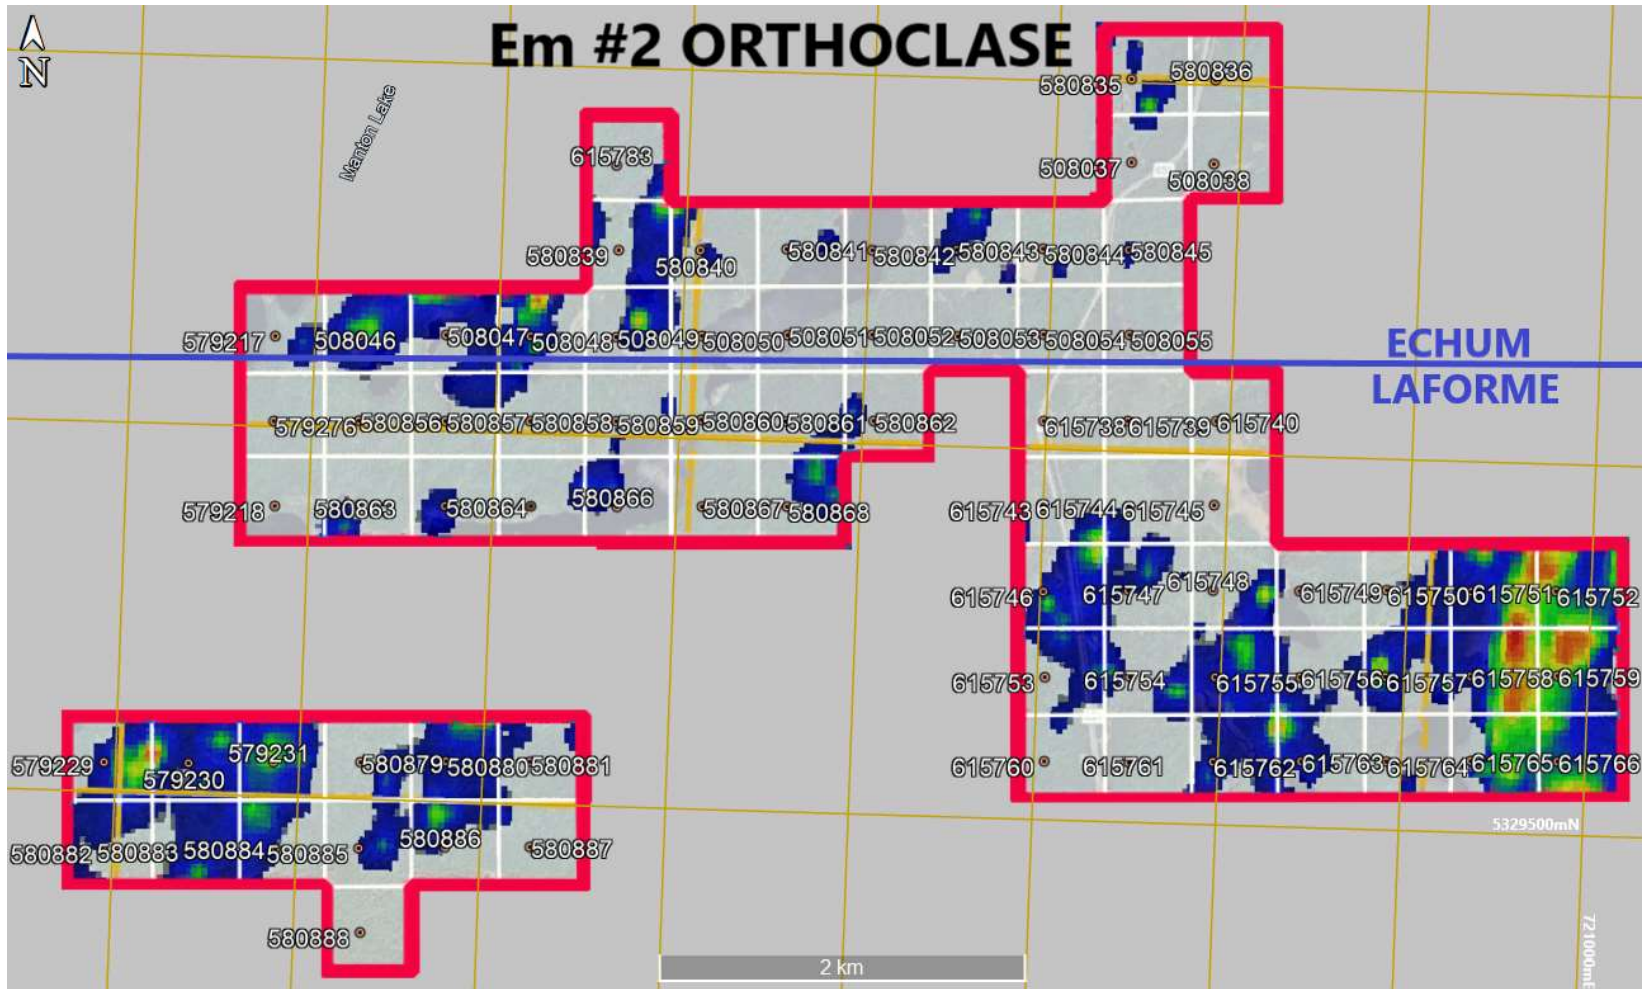 Em #2 ORTHOCLASE
N
Manton Lake
580835 580836
615783
508037 508038
580839 580840 580841 580842 580843 580844 580845
579217 508046 508047 508048 508049 508050 508051 508052 508053 508054 508055
ECHUM
LAFORME
579276 580856 580857 580858 580859 580860 580861 580862 615738 615739 615740
579218 580863 580864 580866 580867 580868 615743 615744 615745
615746 615747 615748 615749 615750 615751 615752
615753 615754 615755 615756 615757 615758 615759
579229 579230 579231 580879 580880 580881 615760 615761 615762 615763 615764 615765 615766
5329500mN
580882 580883 580884 580885 580886 580887
580888
2 km
721000mE